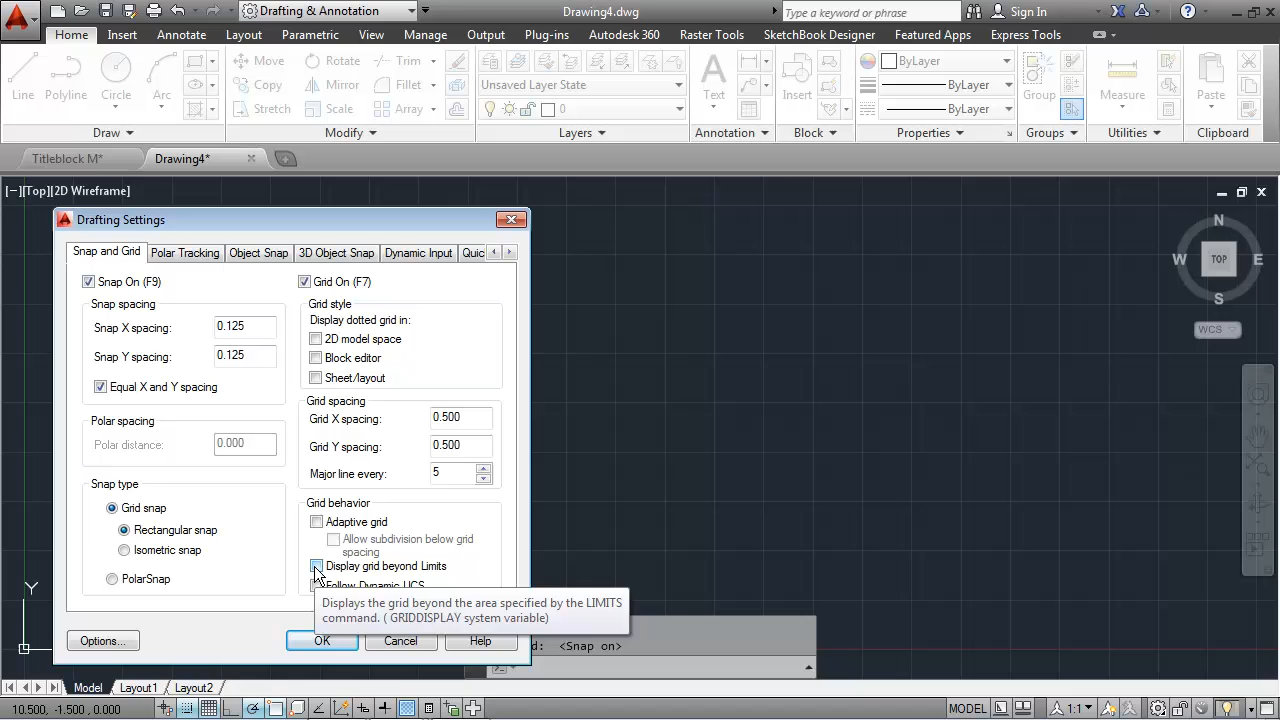 Drafting & Annotation
Drawing4.dwg
Type a keyword or phrase
Sign In
Home Insert Annotate Layout Parametric View Manage Output Plug-ins Autodesk 360 Raster Tools SketchBook Designer Featured Apps Express Tools
Line
Polyline
Circle
Arc
Move
Rotate
Trim
Copy
Mirror
Fillet
Stretch
Scale
Array
Unsaved Layer State
0
Text
Insert
ByLayer
ByLayer
ByLayer
Group
Measure
Paste
Draw Modify Layers Annotation Block Properties Groups Utilities Clipboard
Titleblock M*
Drawing4*
[−][Top][2D Wireframe]
N
W
TOP
E
S
WCS
Drafting Settings
Snap and Grid Polar Tracking Object Snap 3D Object Snap Dynamic Input Quic
Snap On (F9)
Snap spacing
Snap X spacing: 0.125
Snap Y spacing: 0.125
Equal X and Y spacing
Polar spacing
Polar distance: 0.000
Snap type
Grid snap
Rectangular snap
Isometric snap
PolarSnap
Grid On (F7)
Grid style
Display dotted grid in:
2D model space
Block editor
Sheet/layout
Grid spacing
Grid X spacing: 0.500
Grid Y spacing: 0.500
Major line every: 5
Grid behavior
Adaptive grid
Allow subdivision below grid
spacing
Display grid beyond Limits
Follow Dynamic UCS
Displays the grid beyond the area specified by the LIMITS
command. ( GRIDDISPLAY system variable)
Options...
OK
Cancel
Help
Y
d: <Snap on>
Model Layout1 Layout2
10.500, -1.500 , 0.000
MODEL
1:1